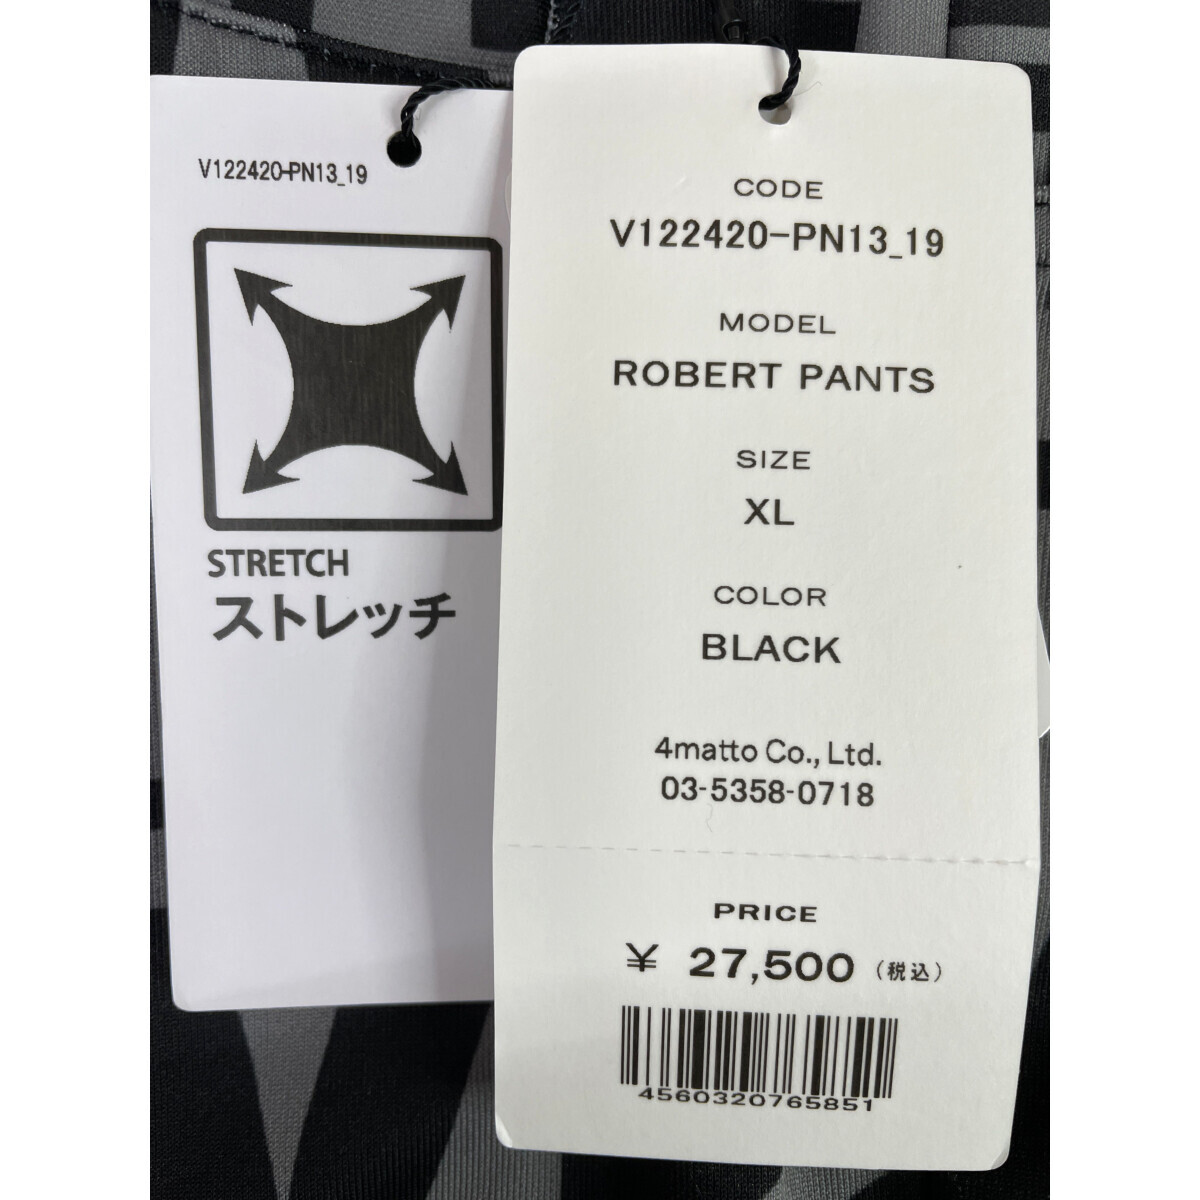 V122420-PN13_19
STRETCH
ストレッチ
CODE
V122420-PN13_19
MODEL
ROBERT PANTS
SIZE
XL
COLOR
BLACK
4matto Co., Ltd.
03-5358-0718
PRICE
¥ 27,500 (税込)
4560320765851